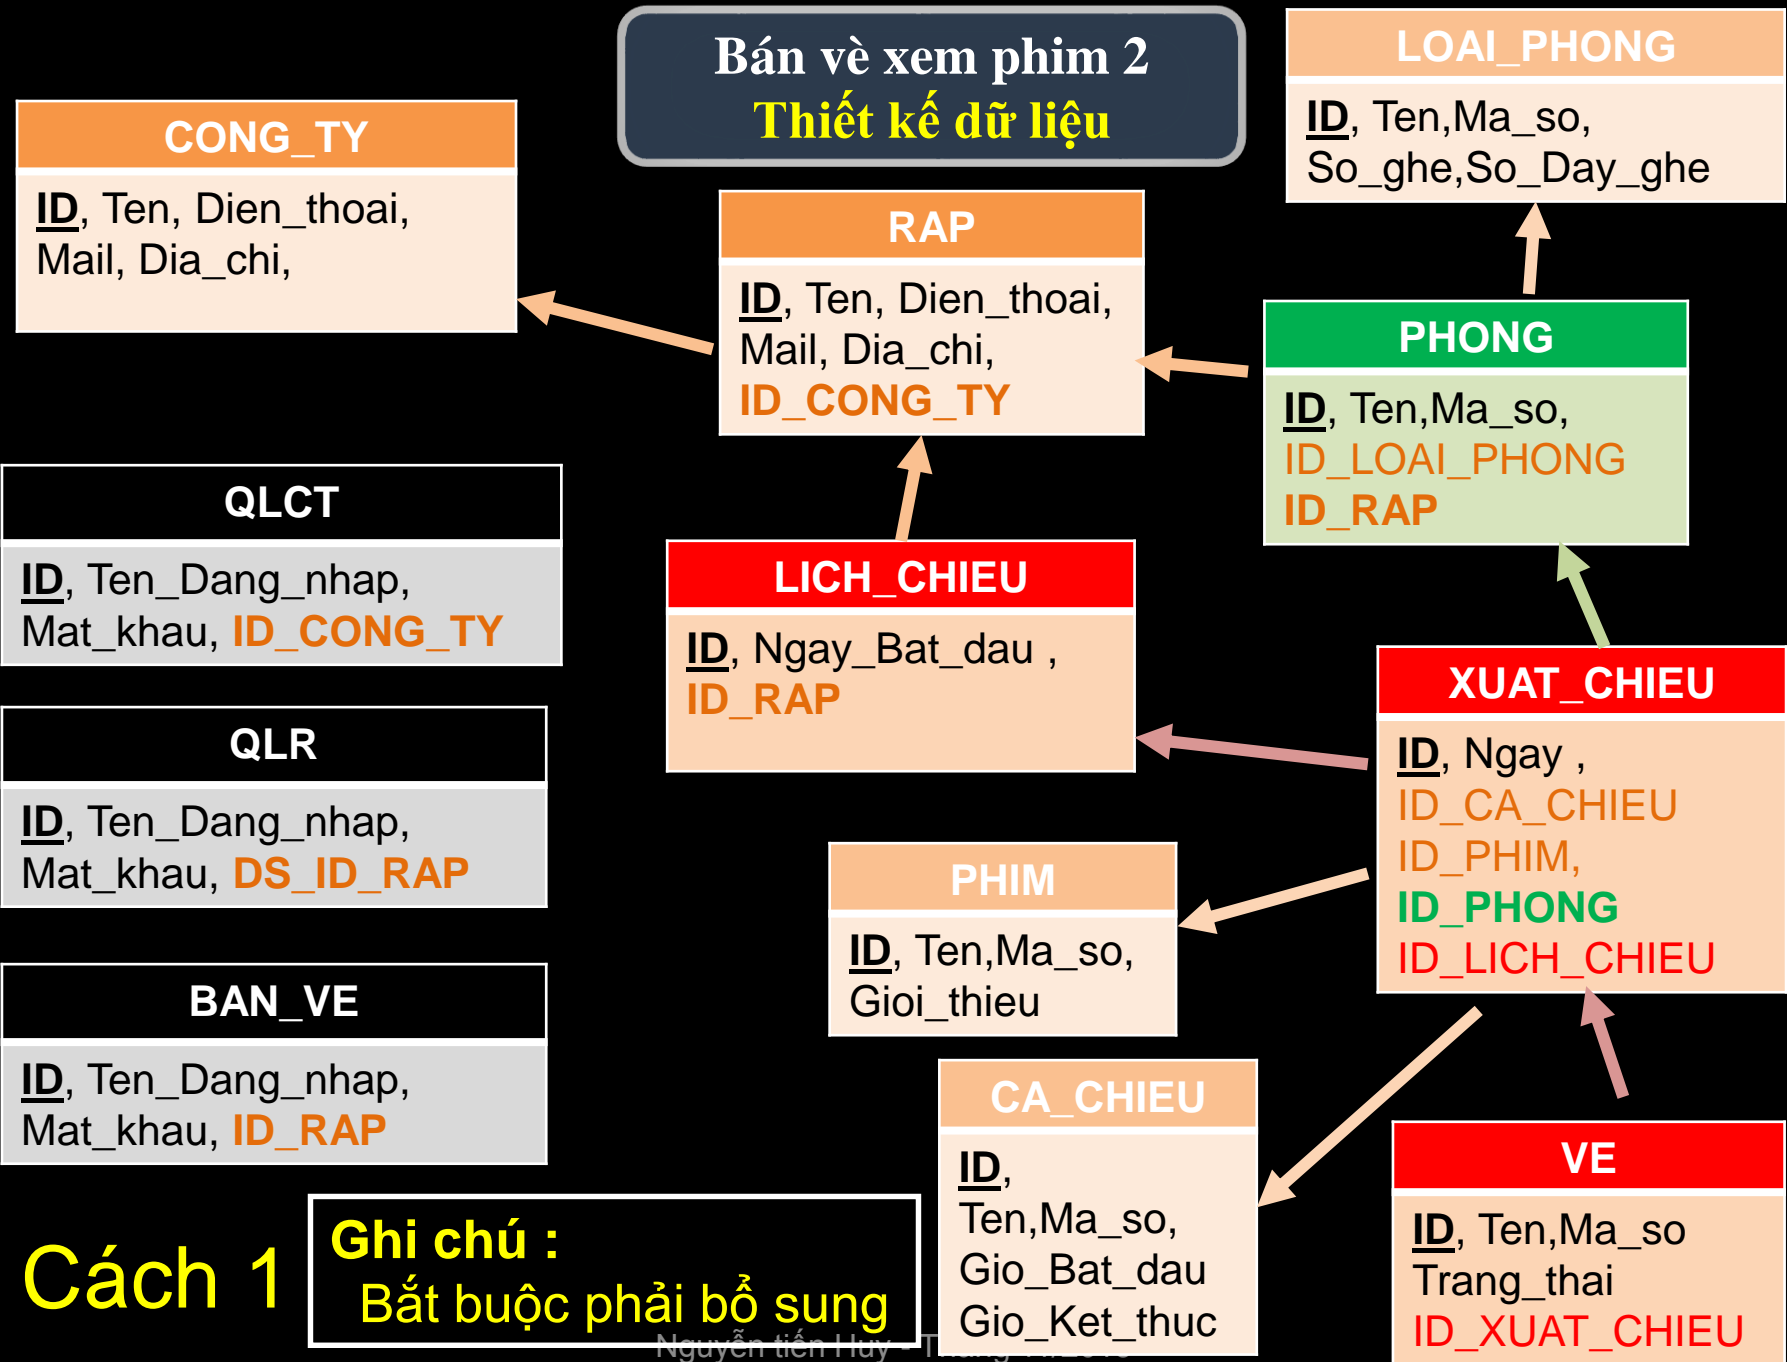 Bán vè xem phim 2
Thiết kế dữ liệu
LOAI_PHONG
ID, Ten,Ma_so,
So_ghe,So_Day_ghe
CONG_TY
ID, Ten, Dien_thoai,
Mail, Dia_chi,
RAP
ID, Ten, Dien_thoai,
Mail, Dia_chi,
ID_CONG_TY
PHONG
ID, Ten,Ma_so,
ID_LOAI_PHONG
ID_RAP
QLCT
ID, Ten_Dang_nhap,
Mat_khau, ID_CONG_TY
LICH_CHIEU
ID, Ngay_Bat_dau ,
ID_RAP
XUAT_CHIEU
ID, Ngay ,
ID_CA_CHIEU
ID_PHIM,
ID_PHONG
ID_LICH_CHIEU
QLR
ID, Ten_Dang_nhap,
Mat_khau, DS_ID_RAP
PHIM
ID, Ten,Ma_so,
Gioi_thieu
BAN_VE
ID, Ten_Dang_nhap,
Mat_khau, ID_RAP
CA_CHIEU
ID,
Ten,Ma_so,
Gio_Bat_dau
Gio_Ket_thuc
VE
ID, Ten,Ma_so
Trang_thai
ID_XUAT_CHIEU
Cách 1
Ghi chú :
Bắt buộc phải bổ sung
Nguyễn tiến Huy -